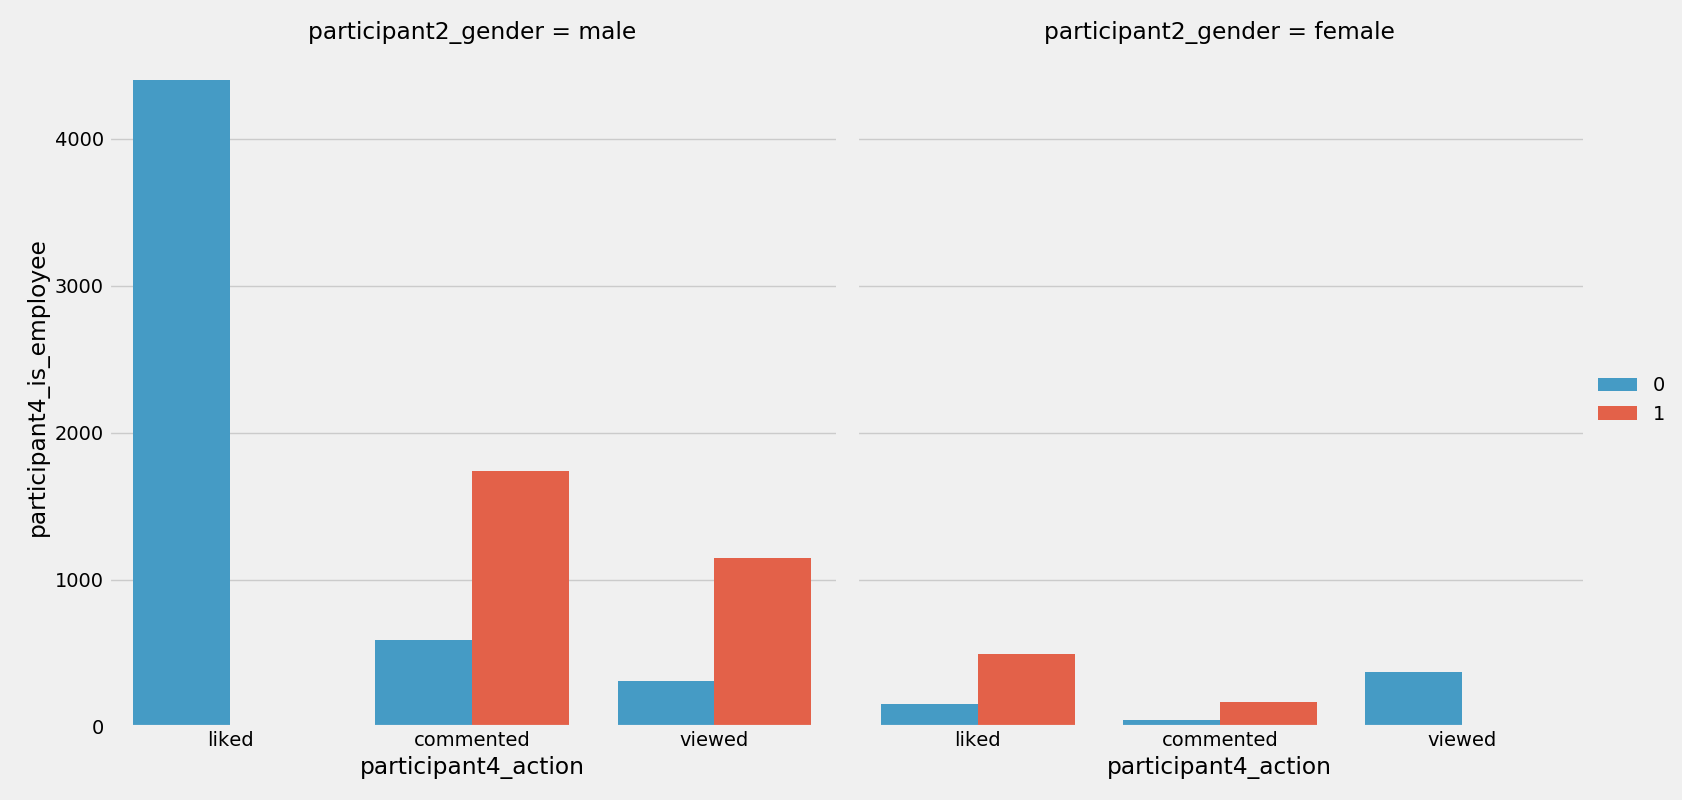 participant2_gender = male
participant2_gender = female
participant4_is_employee
4000
3000
2000
1000
0
liked
commented
viewed
liked
commented
viewed
participant4_action
participant4_action
0
1